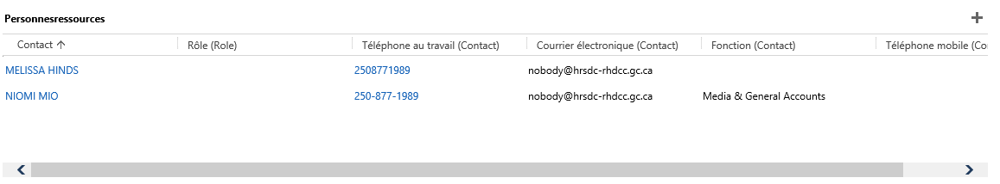 Personnesressources
Contact ↑ Rôle (Role) Téléphone au travail (Contact) Courrier électronique (Contact) Fonction (Contact) Téléphone mobile (Co
MELISSA HINDS 2508771989 nobody@hrsdc-rhdcc.gc.ca
NIOMI MIO 250-877-1989 nobody@hrsdc-rhdcc.gc.ca Media & General Accounts